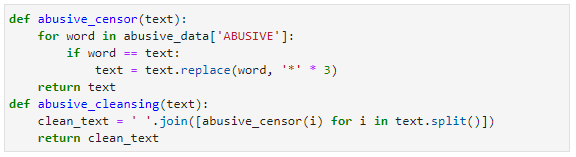 def abusive_censor(text):
    for word in abusive_data['ABUSIVE']:
        if word == text:
            text = text.replace(word, '*' * 3)
    return text
def abusive_cleansing(text):
    clean_text = ' '.join([abusive_censor(i) for i in text.split()])
    return clean_text